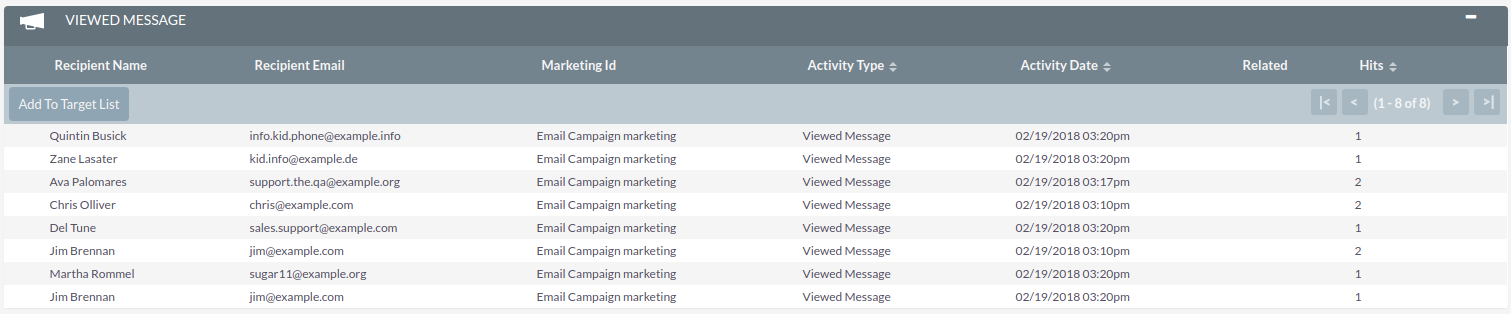 VIEWED MESSAGE
Recipient Name Recipient Email Marketing Id Activity Type Activity Date Related Hits
Add To Target List (1 - 8 of 8)
Quintin Busick info.kid.phone@example.info Email Campaign marketing Viewed Message 02/19/2018 03:20pm 1
Zane Lasater kid.info@example.de Email Campaign marketing Viewed Message 02/19/2018 03:20pm 1
Ava Palomares support.the.qa@example.org Email Campaign marketing Viewed Message 02/19/2018 03:17pm 2
Chris Olliver chris@example.com Email Campaign marketing Viewed Message 02/19/2018 03:10pm 2
Del Tune sales.support@example.com Email Campaign marketing Viewed Message 02/19/2018 03:20pm 1
Jim Brennan jim@example.com Email Campaign marketing Viewed Message 02/19/2018 03:10pm 2
Martha Rommel sugar11@example.org Email Campaign marketing Viewed Message 02/19/2018 03:20pm 1
Jim Brennan jim@example.com Email Campaign marketing Viewed Message 02/19/2018 03:20pm 1